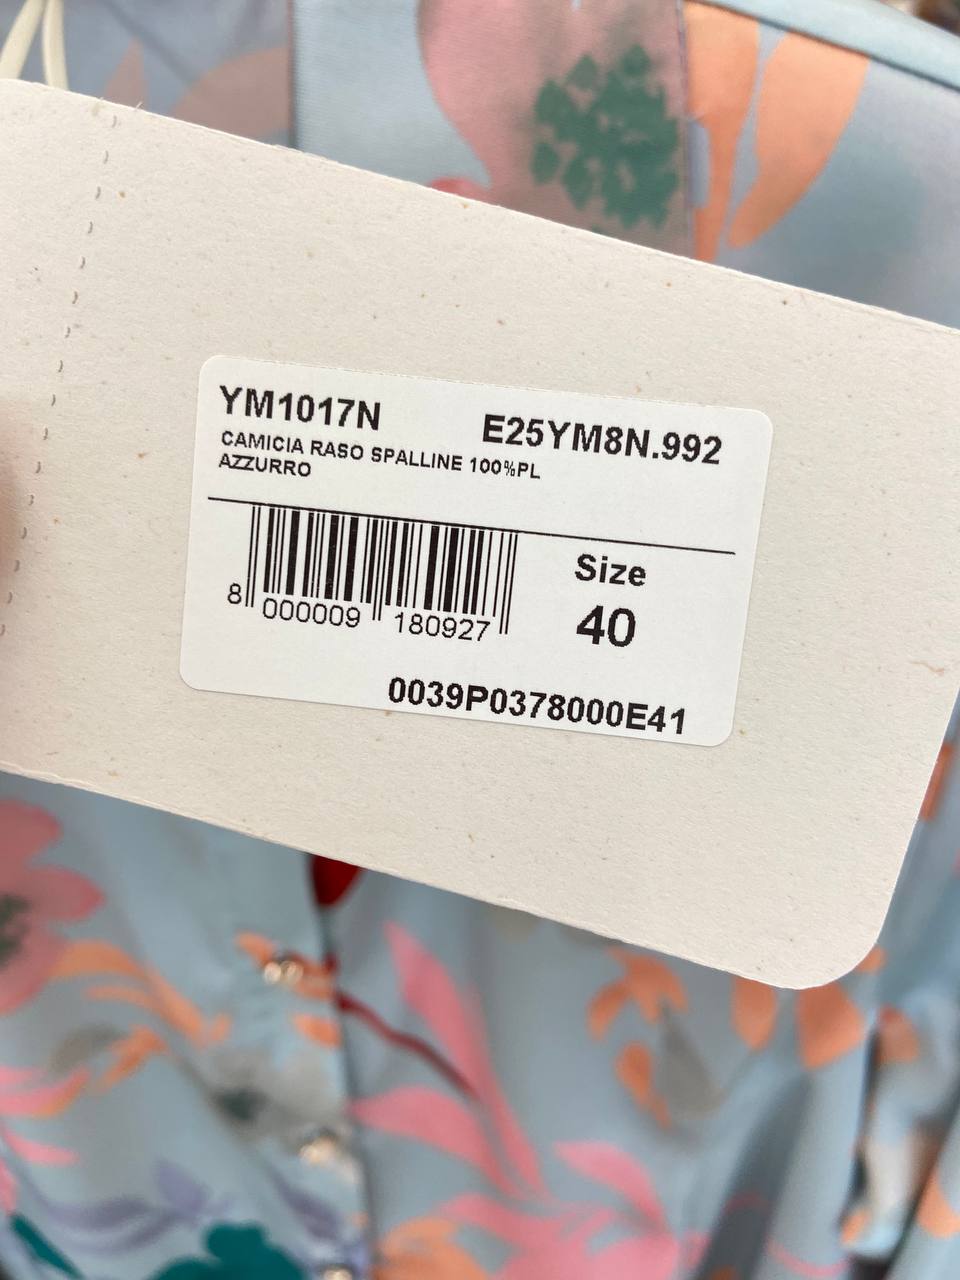 YM1017N E25YM8N.992
CAMICIA RASO SPALLINE 100%PL
AZZURRO
Size
40
8 000009 180927
0039P0378000E41